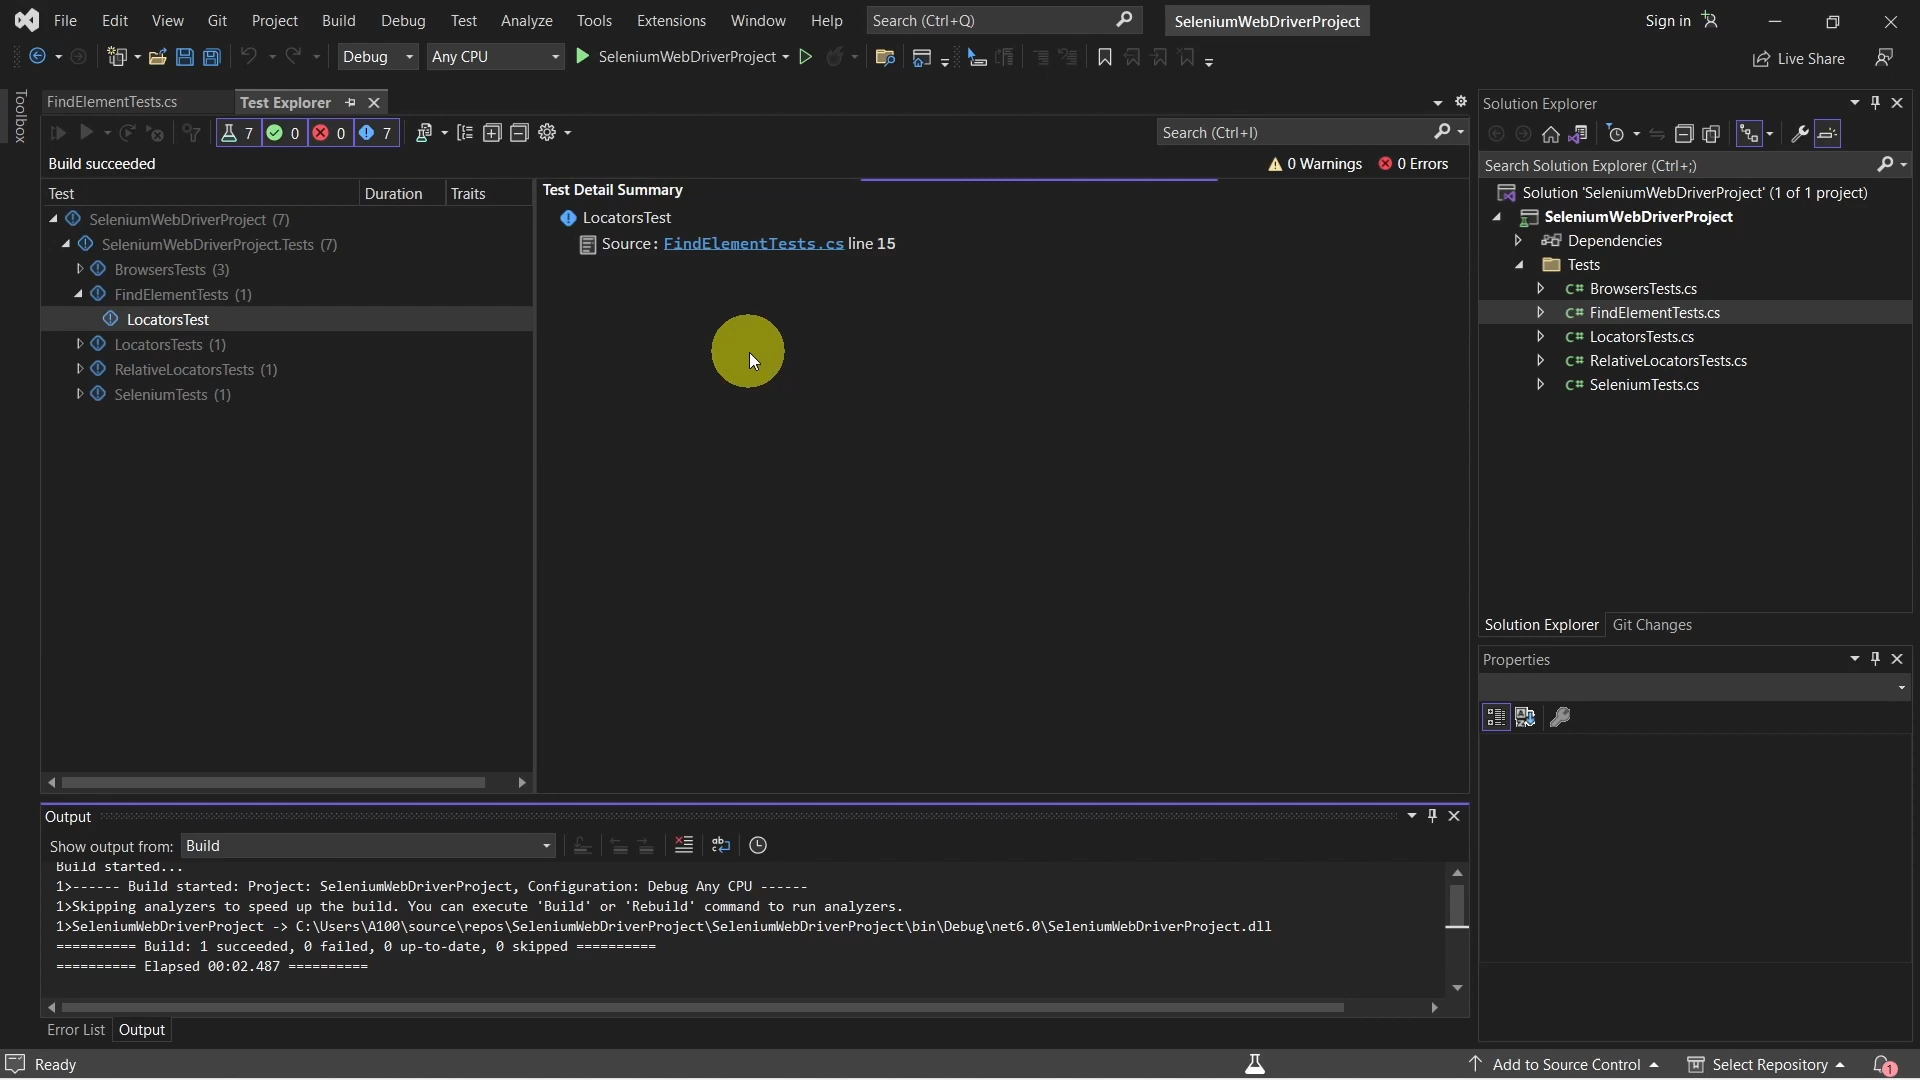 File Edit View Git Project Build Debug Test Analyze Tools Extensions Window Help Search (Ctrl+Q) SeleniumWebDriverProject Sign in
Debug Any CPU SeleniumWebDriverProject Live Share
Toolbox
FindElementTests.cs Test Explorer
7 0 0 7 Search (Ctrl+I)
Build succeeded 0 Warnings 0 Errors
Test Duration Traits
SeleniumWebDriverProject (7)
SeleniumWebDriverProject.Tests (7)
BrowsersTests (3)
FindElementTests (1)
LocatorsTest
LocatorsTests (1)
RelativeLocatorsTests (1)
SeleniumTests (1)
Test Detail Summary
LocatorsTest
Source: FindElementTests.cs line 15
Solution Explorer
Search Solution Explorer (Ctrl+;)
Solution 'SeleniumWebDriverProject' (1 of 1 project)
SeleniumWebDriverProject
Dependencies
Tests
C# BrowsersTests.cs
C# FindElementTests.cs
C# LocatorsTests.cs
C# RelativeLocatorsTests.cs
C# SeleniumTests.cs
Solution Explorer Git Changes
Properties
Output
Show output from: Build
Build started...
1>------ Build started: Project: SeleniumWebDriverProject, Configuration: Debug Any CPU ------
1>Skipping analyzers to speed up the build. You can execute 'Build' or 'Rebuild' command to run analyzers.
1>SeleniumWebDriverProject -> C:\Users\A100\source\repos\SeleniumWebDriverProject\SeleniumWebDriverProject\bin\Debug\net6.0\SeleniumWebDriverProject.dll
========== Build: 1 succeeded, 0 failed, 0 up-to-date, 0 skipped ==========
========== Elapsed 00:02.487 ==========
Error List Output
Ready Add to Source Control Select Repository 1